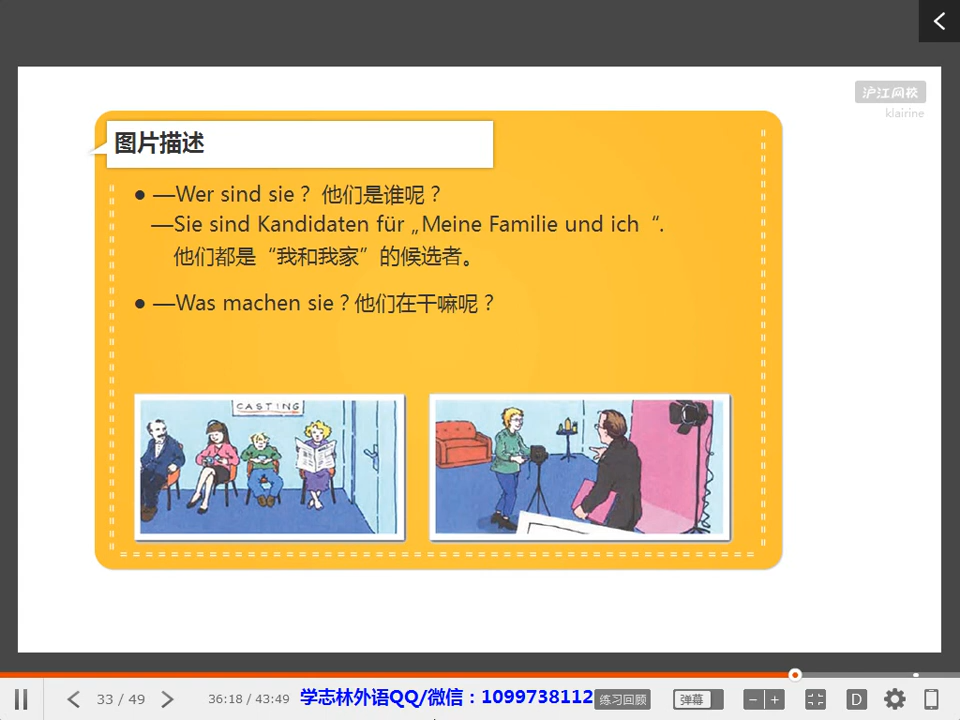 沪江网校
klairine
图片描述
● —Wer sind sie？ 他们是谁呢？
—Sie sind Kandidaten für „Meine Familie und ich “.
他们都是“我和我家”的候选者。
● —Was machen sie？他们在干嘛呢？
CASTING
33 / 49
36:18 / 43:49
学志林外语QQ/微信：1099738112
练习回顾
弹幕
D